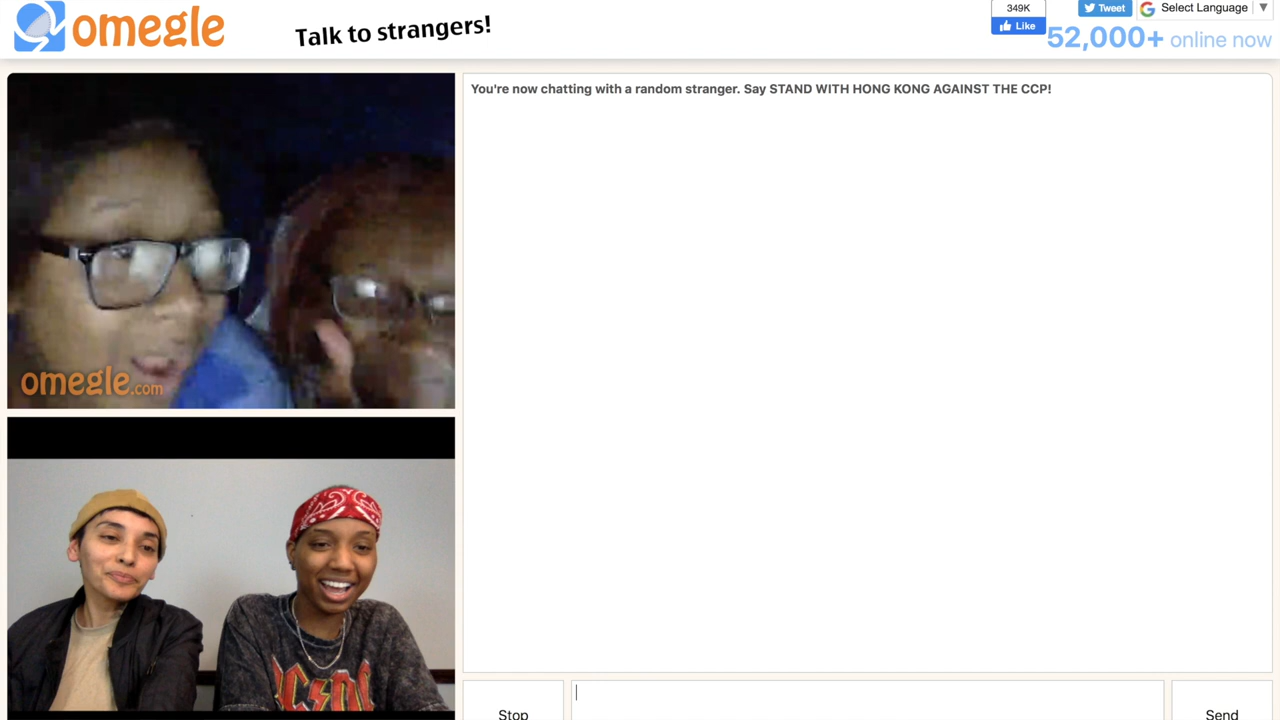 omegle
Talk to strangers!
349K
Like
Tweet
Select Language
52,000+ online now
You're now chatting with a random stranger. Say STAND WITH HONG KONG AGAINST THE CCP!
omegle.com
AC DC
Stop
Send